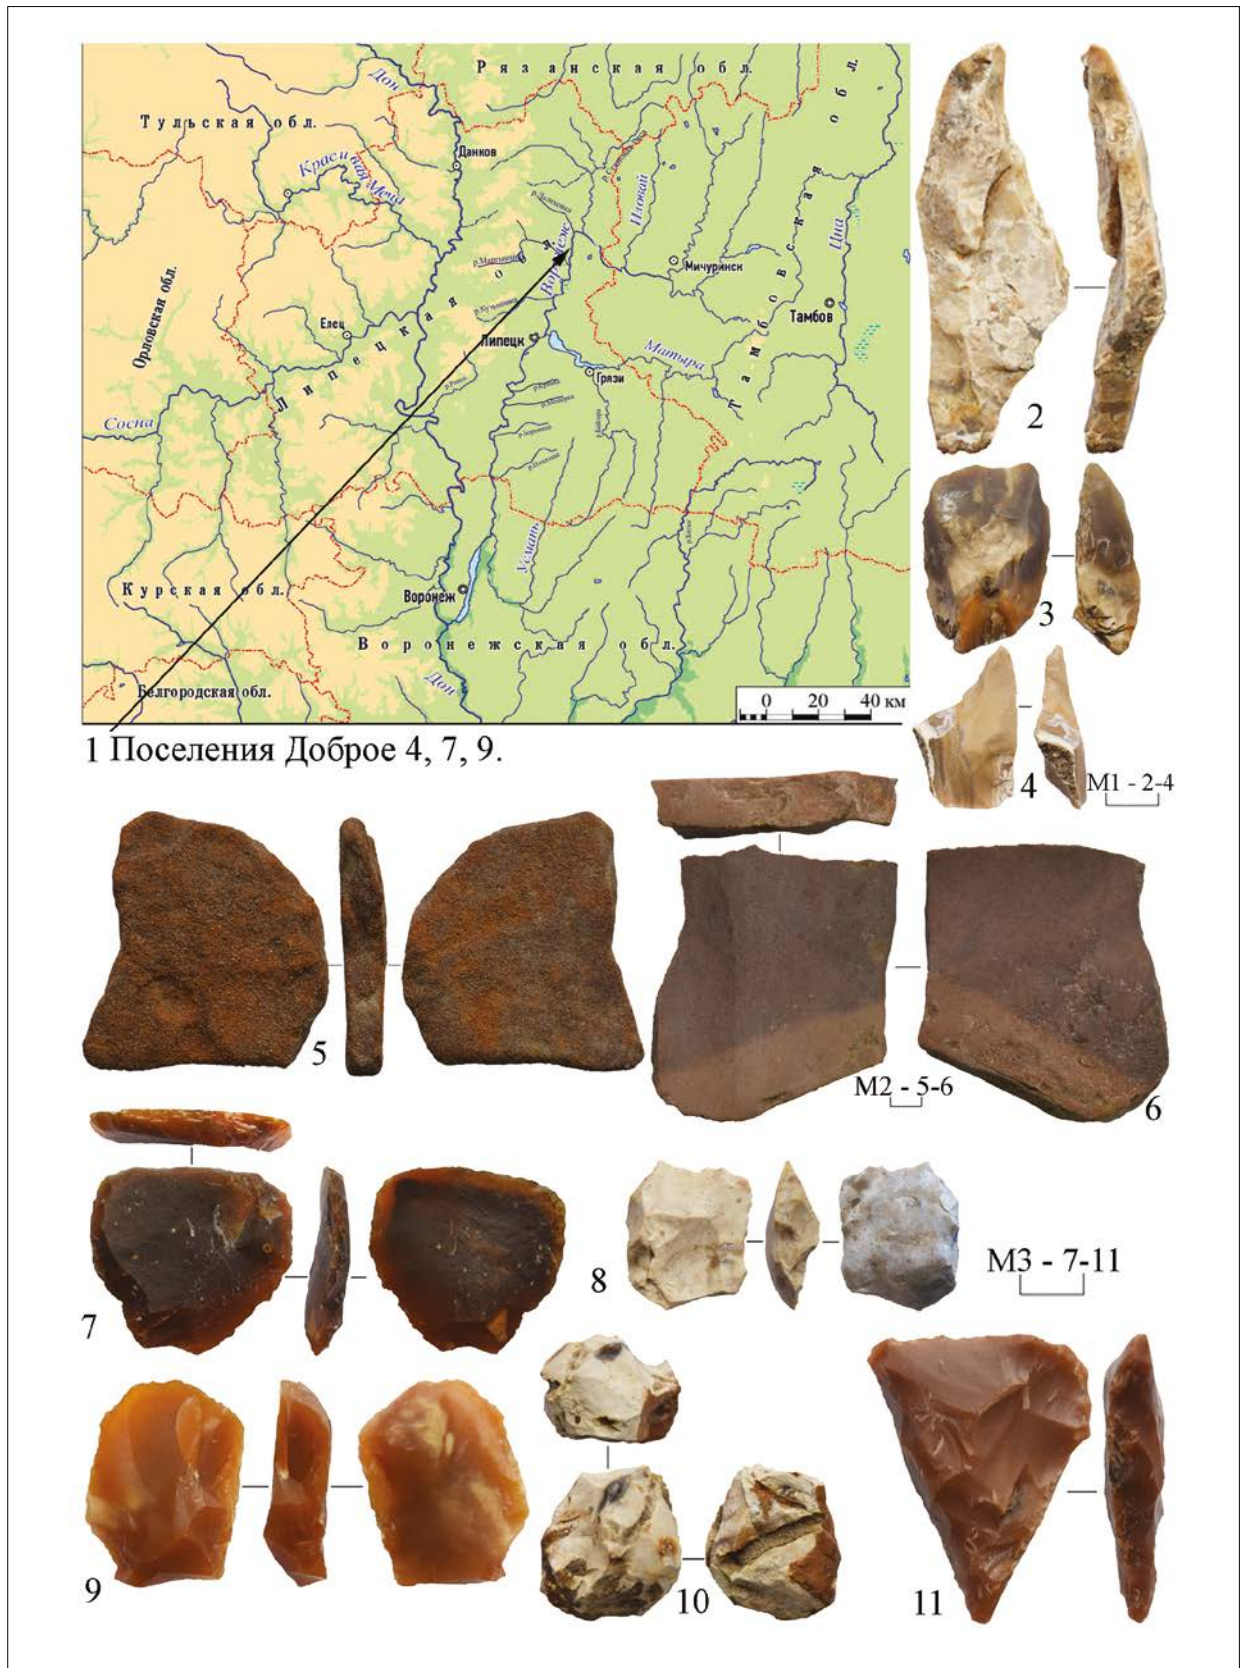 Рязанская обл.
Дон
Тульская обл.
Красивая Меча
Данков
Иловай
Цна
Тамбовская обл.
Мичуринск
Тамбов
Воронеж
Орловская обл.
Елец
Липецкая обл.
Липецк
Грязи
Матыра
Сосна
р.Мартынчик
р.Кузьминка
Усмань
Курская обл.
Воронеж
Воронежская обл.
Белгородская обл.
Дон
0 20 40 км
1 Поселения Доброе 4, 7, 9.
2
3
4
М1 - 2-4
5
М2 - 5-6
6
7
8
М3 - 7-11
9
10
11